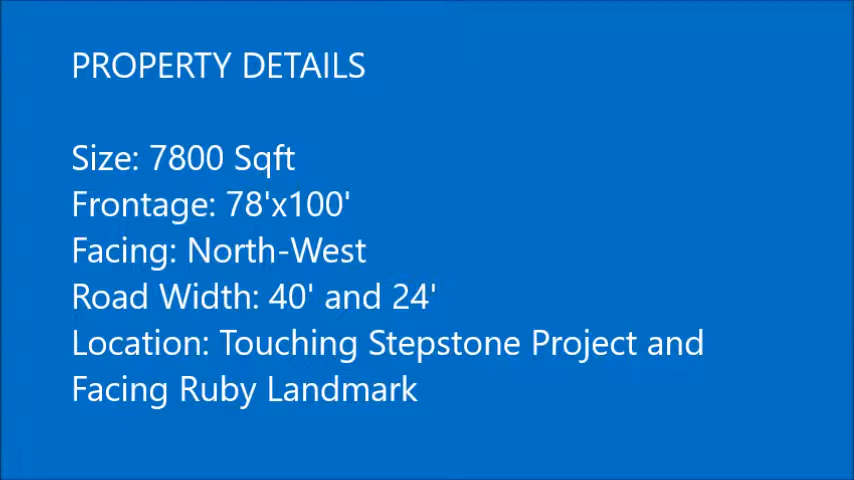 PROPERTY DETAILS
Size: 7800 Sqft
Frontage: 78'x100'
Facing: North-West
Road Width: 40' and 24'
Location: Touching Stepstone Project and
Facing Ruby Landmark